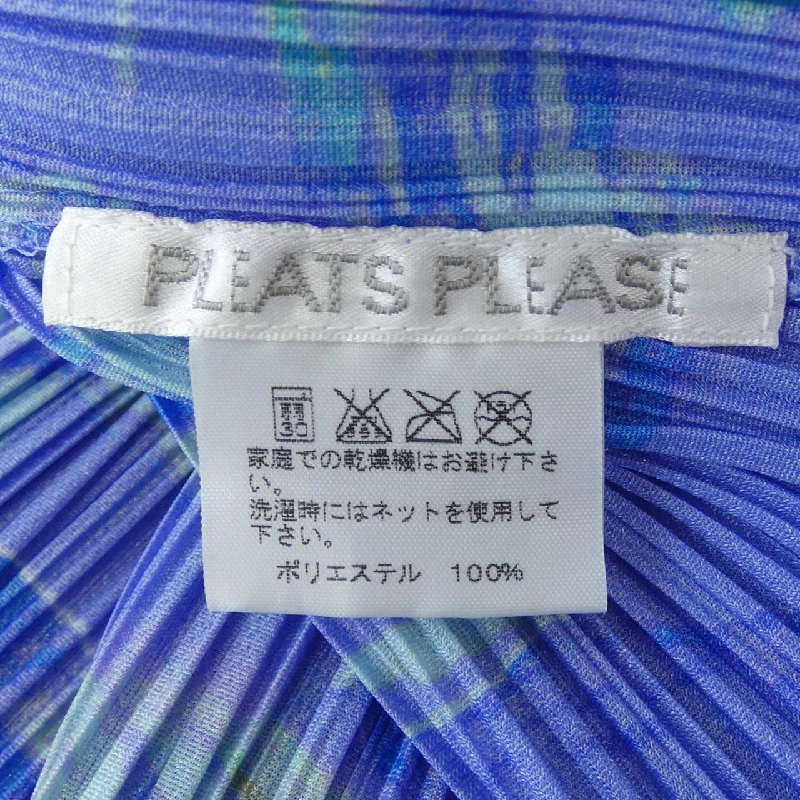 PLEATS PLEASE
弱
30
家庭での乾燥機はお避け下さ
い。
洗濯時にはネットを使用して
下さい。
ポリエステル 100%